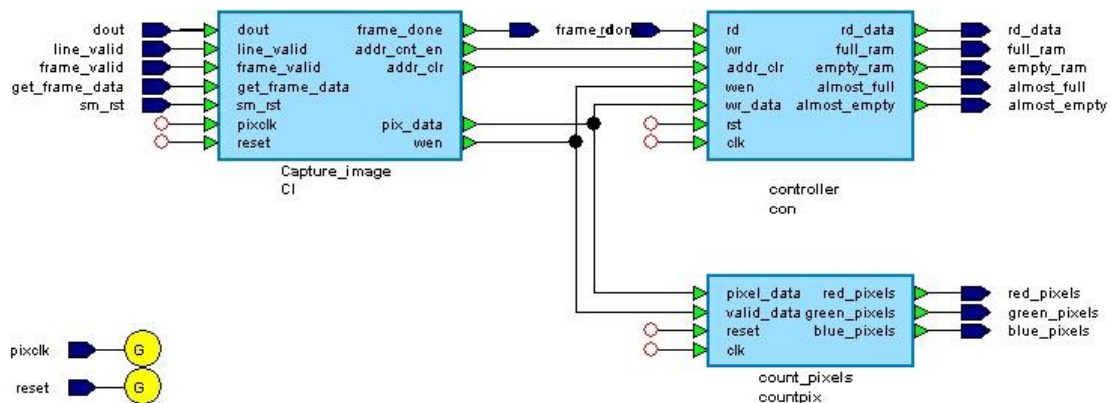 dout dout frame_done frame_done rd rd rd_data rd_data
line_valid line_valid addr_cnt_en wr full_ram full_ram
frame_valid frame_valid addr_clr addr_clr empty_ram empty_ram
get_frame_data get_frame_data wen almost_full almost_full
sm_rst sm_rst wr_data almost_empty almost_empty
pixclk pix_data rst
reset wen clk
Capture_image
CI
controller
con
pixel_data red_pixels red_pixels
valid_data green_pixels green_pixels
reset blue_pixels blue_pixels
clk
pixclk G
reset G
count_pixels
countpix